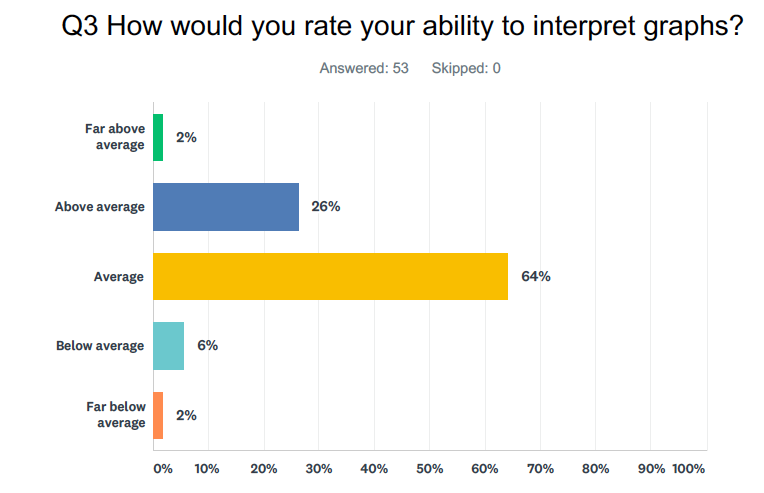 Q3 How would you rate your ability to interpret graphs?
Answered: 53 Skipped: 0
Far above
average
2%
Above average
26%
Average
64%
Below average
6%
Far below
average
2%
0% 10% 20% 30% 40% 50% 60% 70% 80% 90% 100%